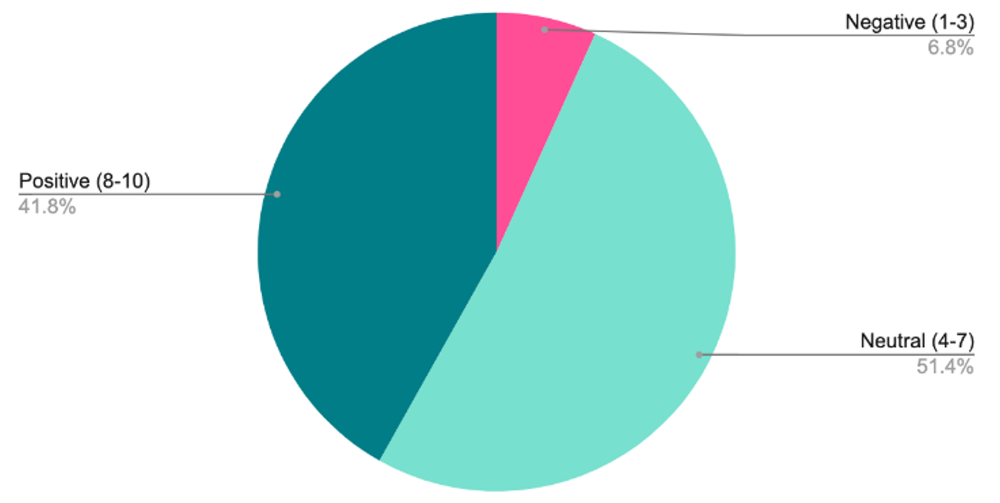 Negative (1-3)
6.8%
Positive (8-10)
41.8%
Neutral (4-7)
51.4%